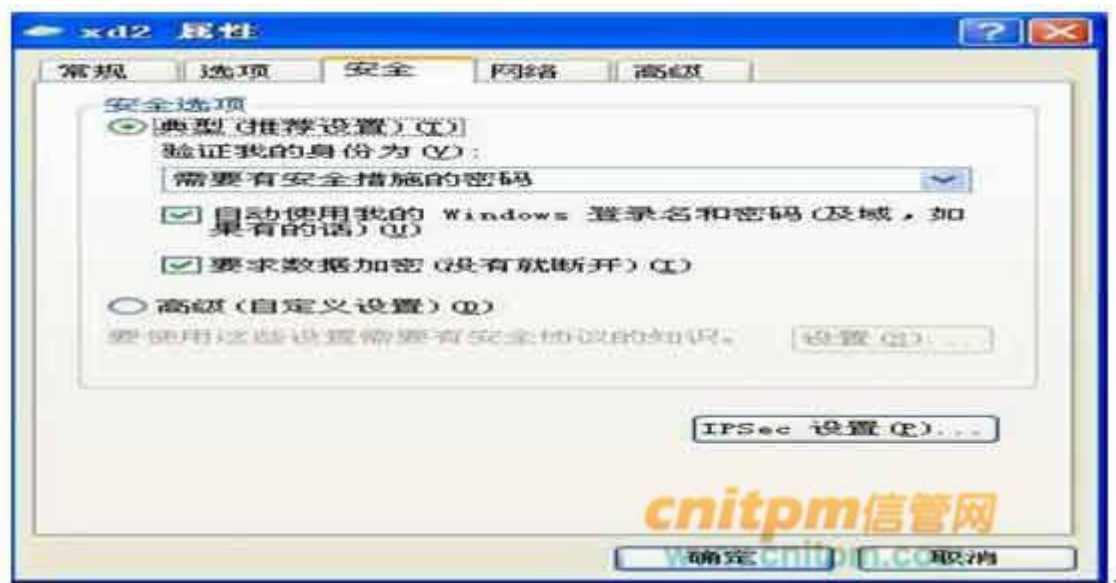 xd2 属性
常规 选项 安全 网络 高级
安全选项
典型(推荐设置)(T)
验证我的身份为(V):
需要有安全措施的密码
自动使用我的 Windows 登录名和密码(及域，如
果有的话)(U)
要求数据加密(没有就断开)(I)
高级(自定义设置)(D)
要使用这些设置需要有安全协议的知识。 设置(S)...
IPSec 设置(P)...
cnitpm信管网
www.cnitpm.com
确定 取消